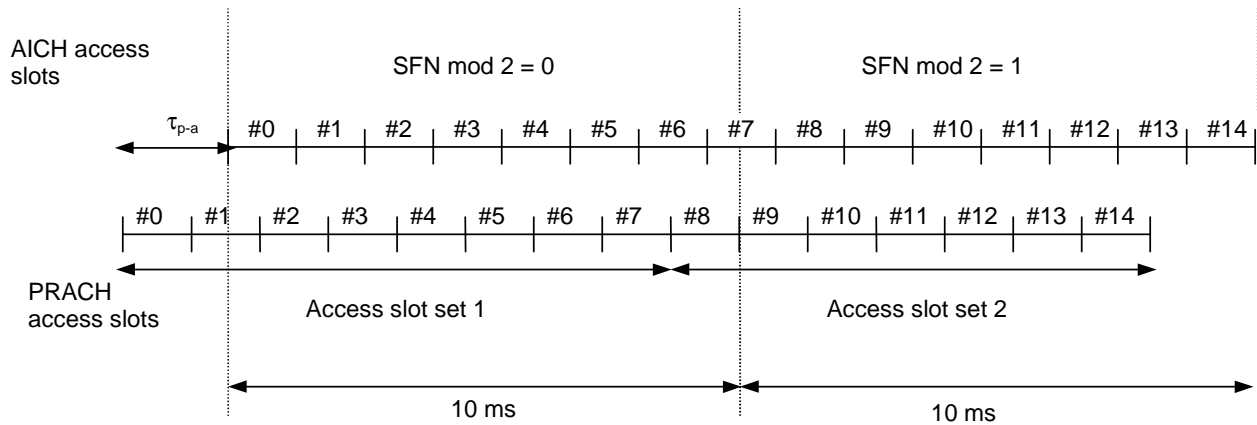 AICH access
slots
SFN mod 2 = 0
SFN mod 2 = 1
τp-a
#0 #1 #2 #3 #4 #5 #6 #7 #8 #9 #10 #11 #12 #13 #14
#0 #1 #2 #3 #4 #5 #6 #7 #8 #9 #10 #11 #12 #13 #14
PRACH
access slots
Access slot set 1
Access slot set 2
10 ms
10 ms